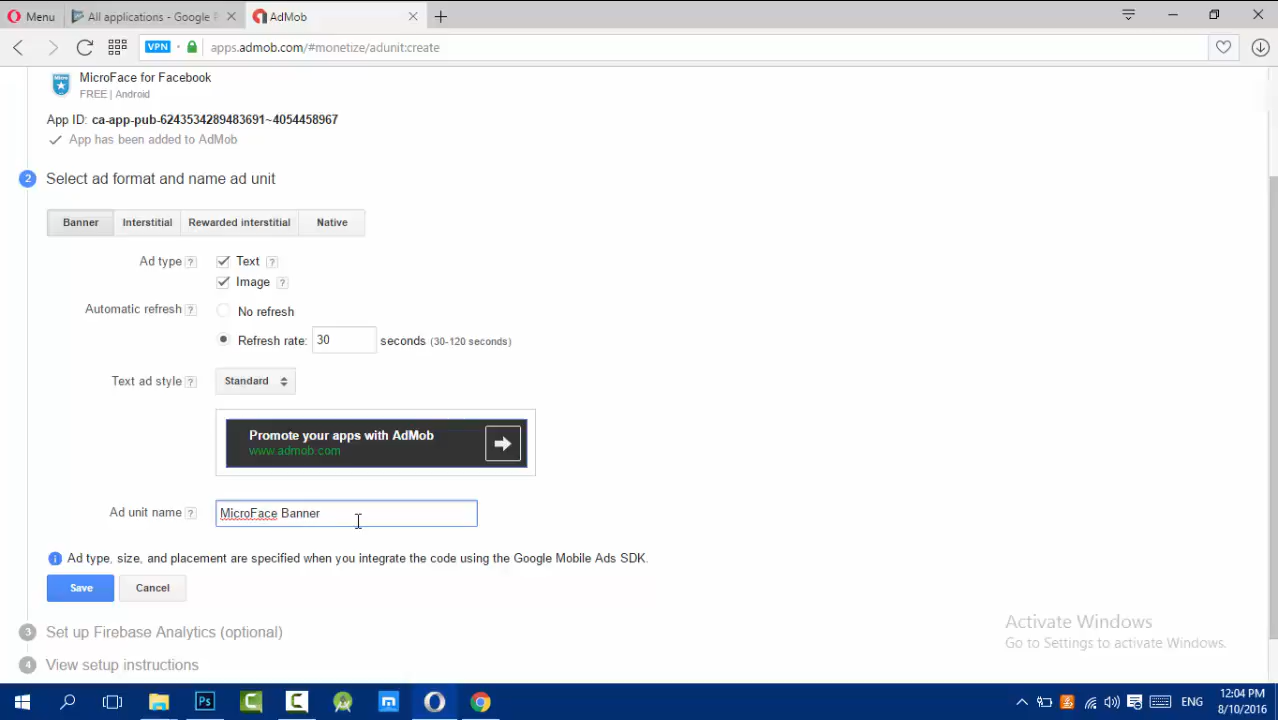 Menu
All applications - Google P
AdMob
VPN
apps.admob.com/#monetize/adunit:create
Micro
MicroFace for Facebook
FREE | Android
App ID: ca-app-pub-6243534289483691~4054458967
App has been added to AdMob
2 Select ad format and name ad unit
Banner Interstitial Rewarded interstitial Native
Ad type ? Text ?
Image ?
Automatic refresh ? No refresh
Refresh rate: 30 seconds (30-120 seconds)
Text ad style ? Standard
Promote your apps with AdMob
www.admob.com
Ad unit name ? MicroFace Banner
Ad type, size, and placement are specified when you integrate the code using the Google Mobile Ads SDK.
Save Cancel
3 Set up Firebase Analytics (optional)
4 View setup instructions
Activate Windows
Go to Settings to activate Windows.
Ps
ENG
12:04 PM
8/10/2016